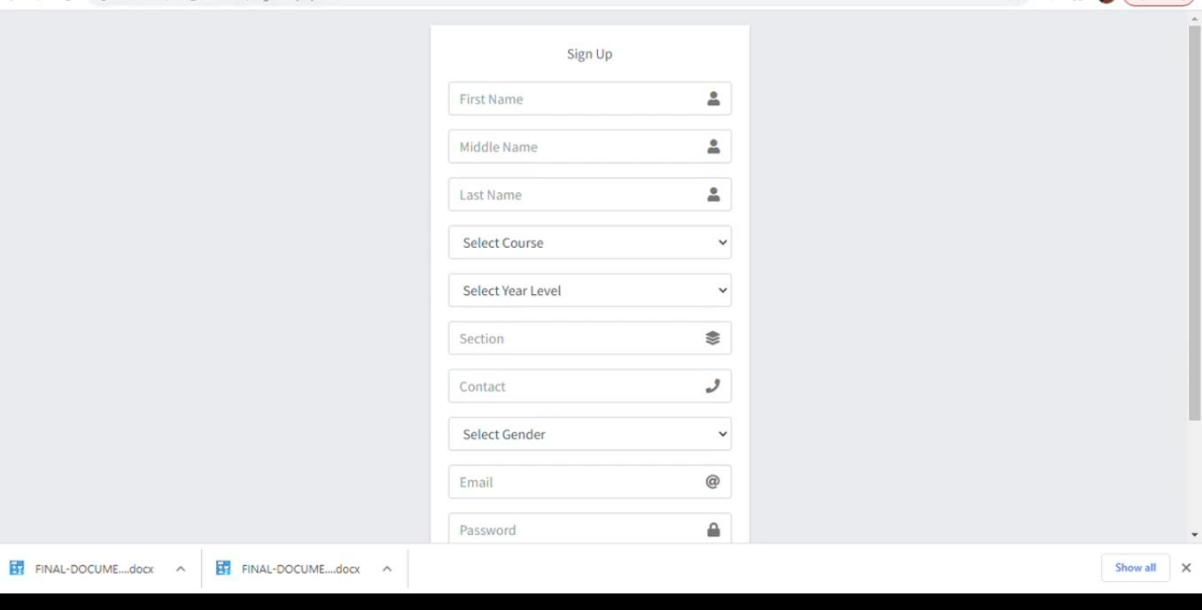 Sign Up
First Name
Middle Name
Last Name
Select Course
Select Year Level
Section
Contact
Select Gender
Email
@
Password
FINAL-DOCUME....docx
FINAL-DOCUME....docx
Show all